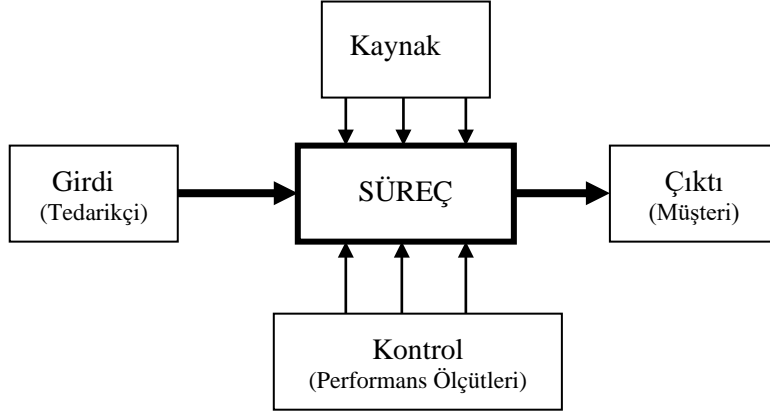 Kaynak
Girdi
(Tedarikçi)
SÜREÇ
Çıktı
(Müşteri)
Kontrol
(Performans Ölçütleri)